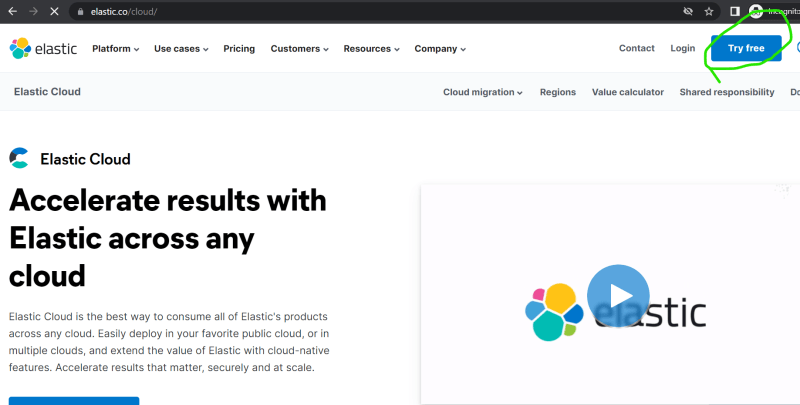 elastic.co/cloud/
Incognito
elastic Platform Use cases Pricing Customers Resources Company Contact Login Try free
Elastic Cloud Cloud migration Regions Value calculator Shared responsibility Do
Elastic Cloud
Accelerate results with
Elastic across any
cloud
Elastic Cloud is the best way to consume all of Elastic's products
across any cloud. Easily deploy in your favorite public cloud, or in
multiple clouds, and extend the value of Elastic with cloud-native
features. Accelerate results that matter, securely and at scale.
elastic